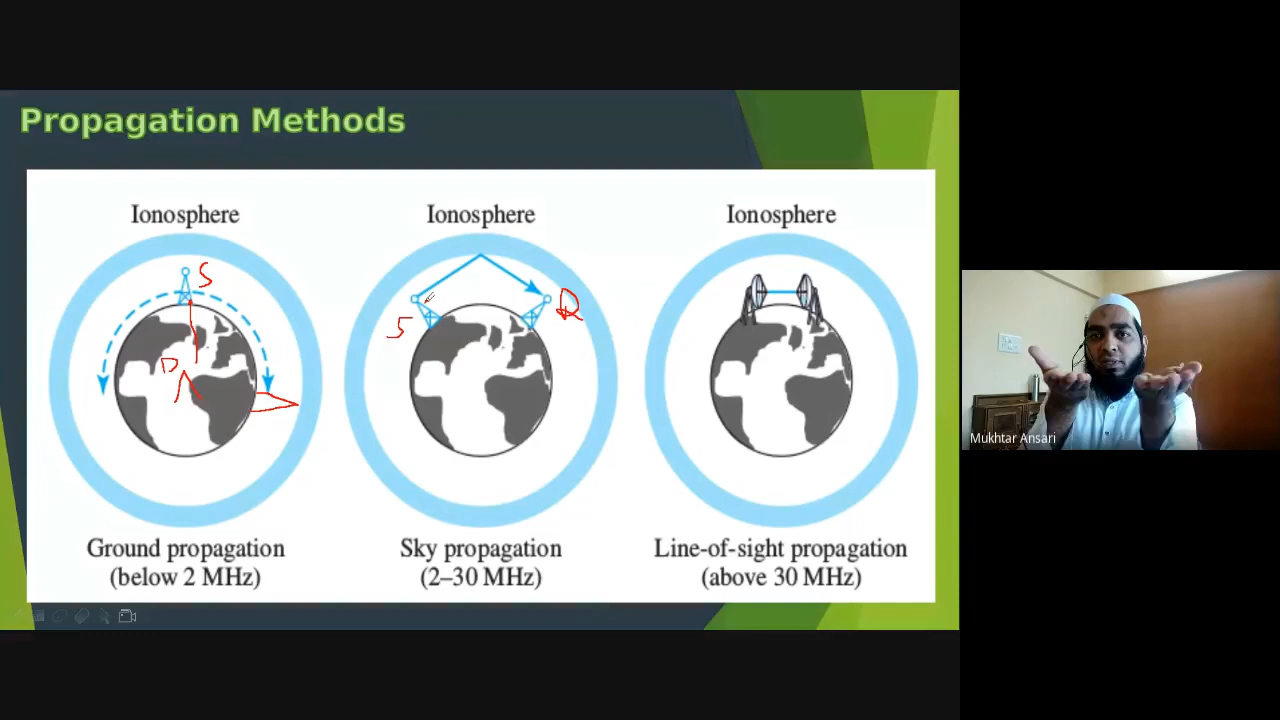 Propagation Methods
Ionosphere
S
D
Ground propagation
(below 2 MHz)
Ionosphere
S
Sky propagation
(2–30 MHz)
Ionosphere
Line-of-sight propagation
(above 30 MHz)
Mukhtar Ansari